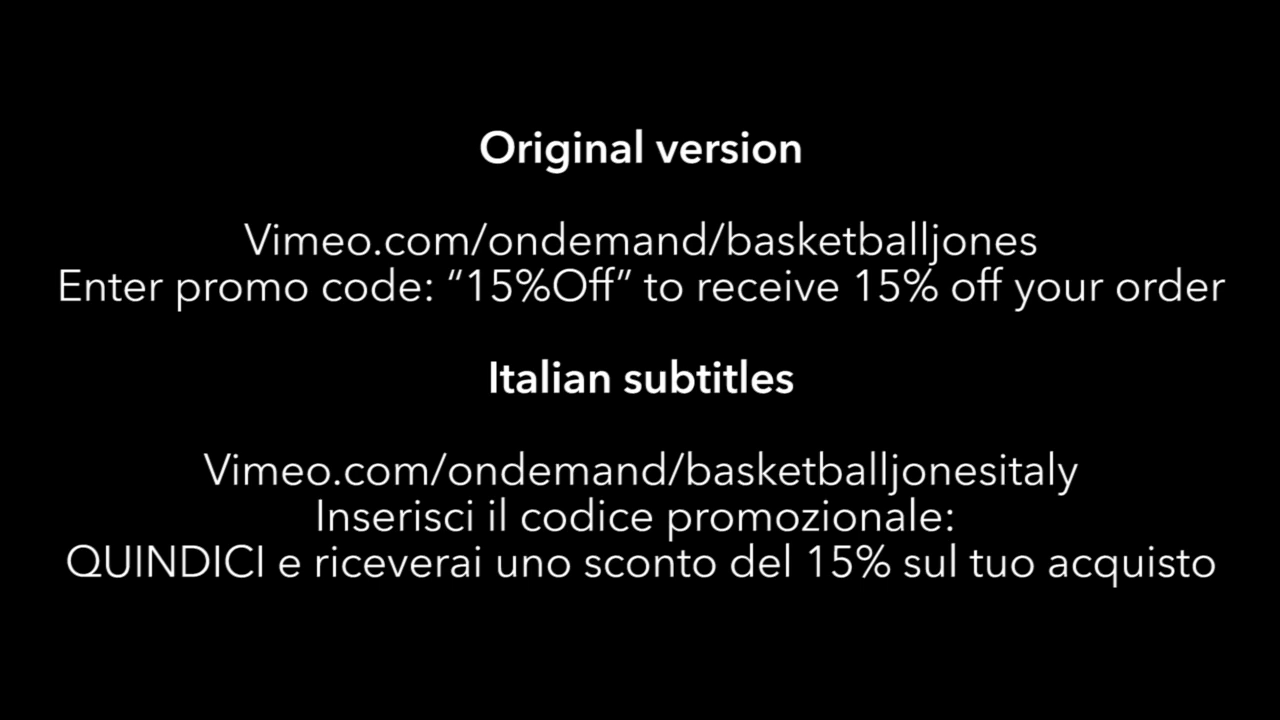 Original version
Vimeo.com/ondemand/basketballjones
Enter promo code: “15%Off” to receive 15% off your order
Italian subtitles
Vimeo.com/ondemand/basketballjonesitaly
Inserisci il codice promozionale:
QUINDICI e riceverai uno sconto del 15% sul tuo acquisto